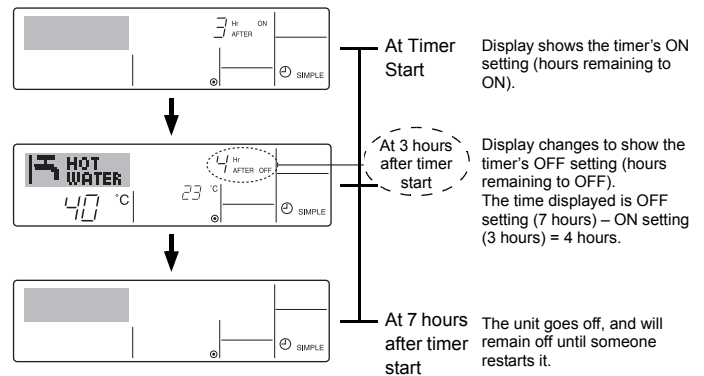 3 Hr ON
AFTER
SIMPLE
At Timer
Start
Display shows the timer's ON
setting (hours remaining to
ON).
HOT
WATER
40 °C
4 Hr
AFTER OFF
23 °C
SIMPLE
At 3 hours
after timer
start
Display changes to show the
timer's OFF setting (hours
remaining to OFF).
The time displayed is OFF
setting (7 hours) – ON setting
(3 hours) = 4 hours.
SIMPLE
At 7 hours
after timer
start
The unit goes off, and will
remain off until someone
restarts it.